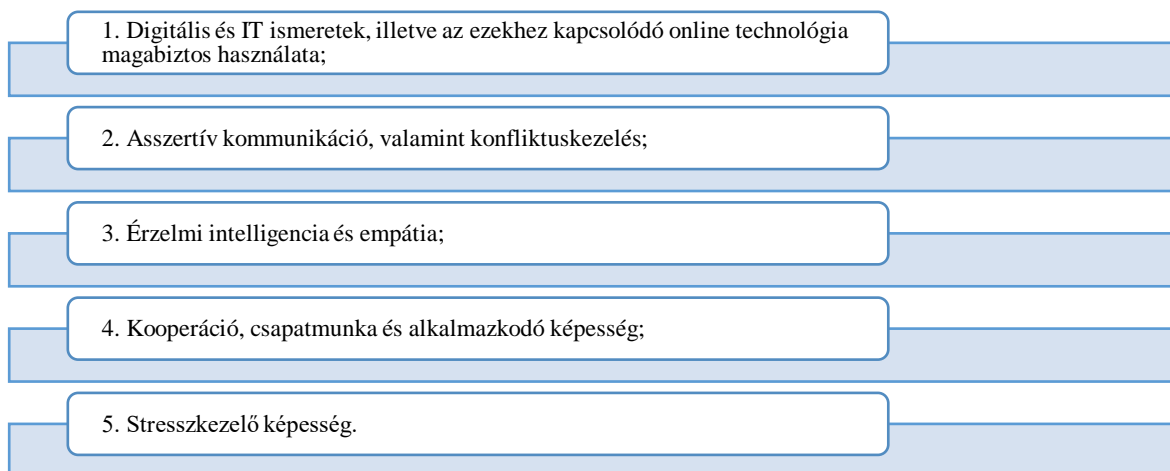 1. Digitális és IT ismeretek, illetve az ezekhez kapcsolódó online technológia
magabiztos használata;
2. Asszertív kommunikáció, valamint konfliktuskezelés;
3. Érzelmi intelligencia és empátia;
4. Kooperáció, csapatmunka és alkalmazkodó képesség;
5. Stresszkezelő képesség.